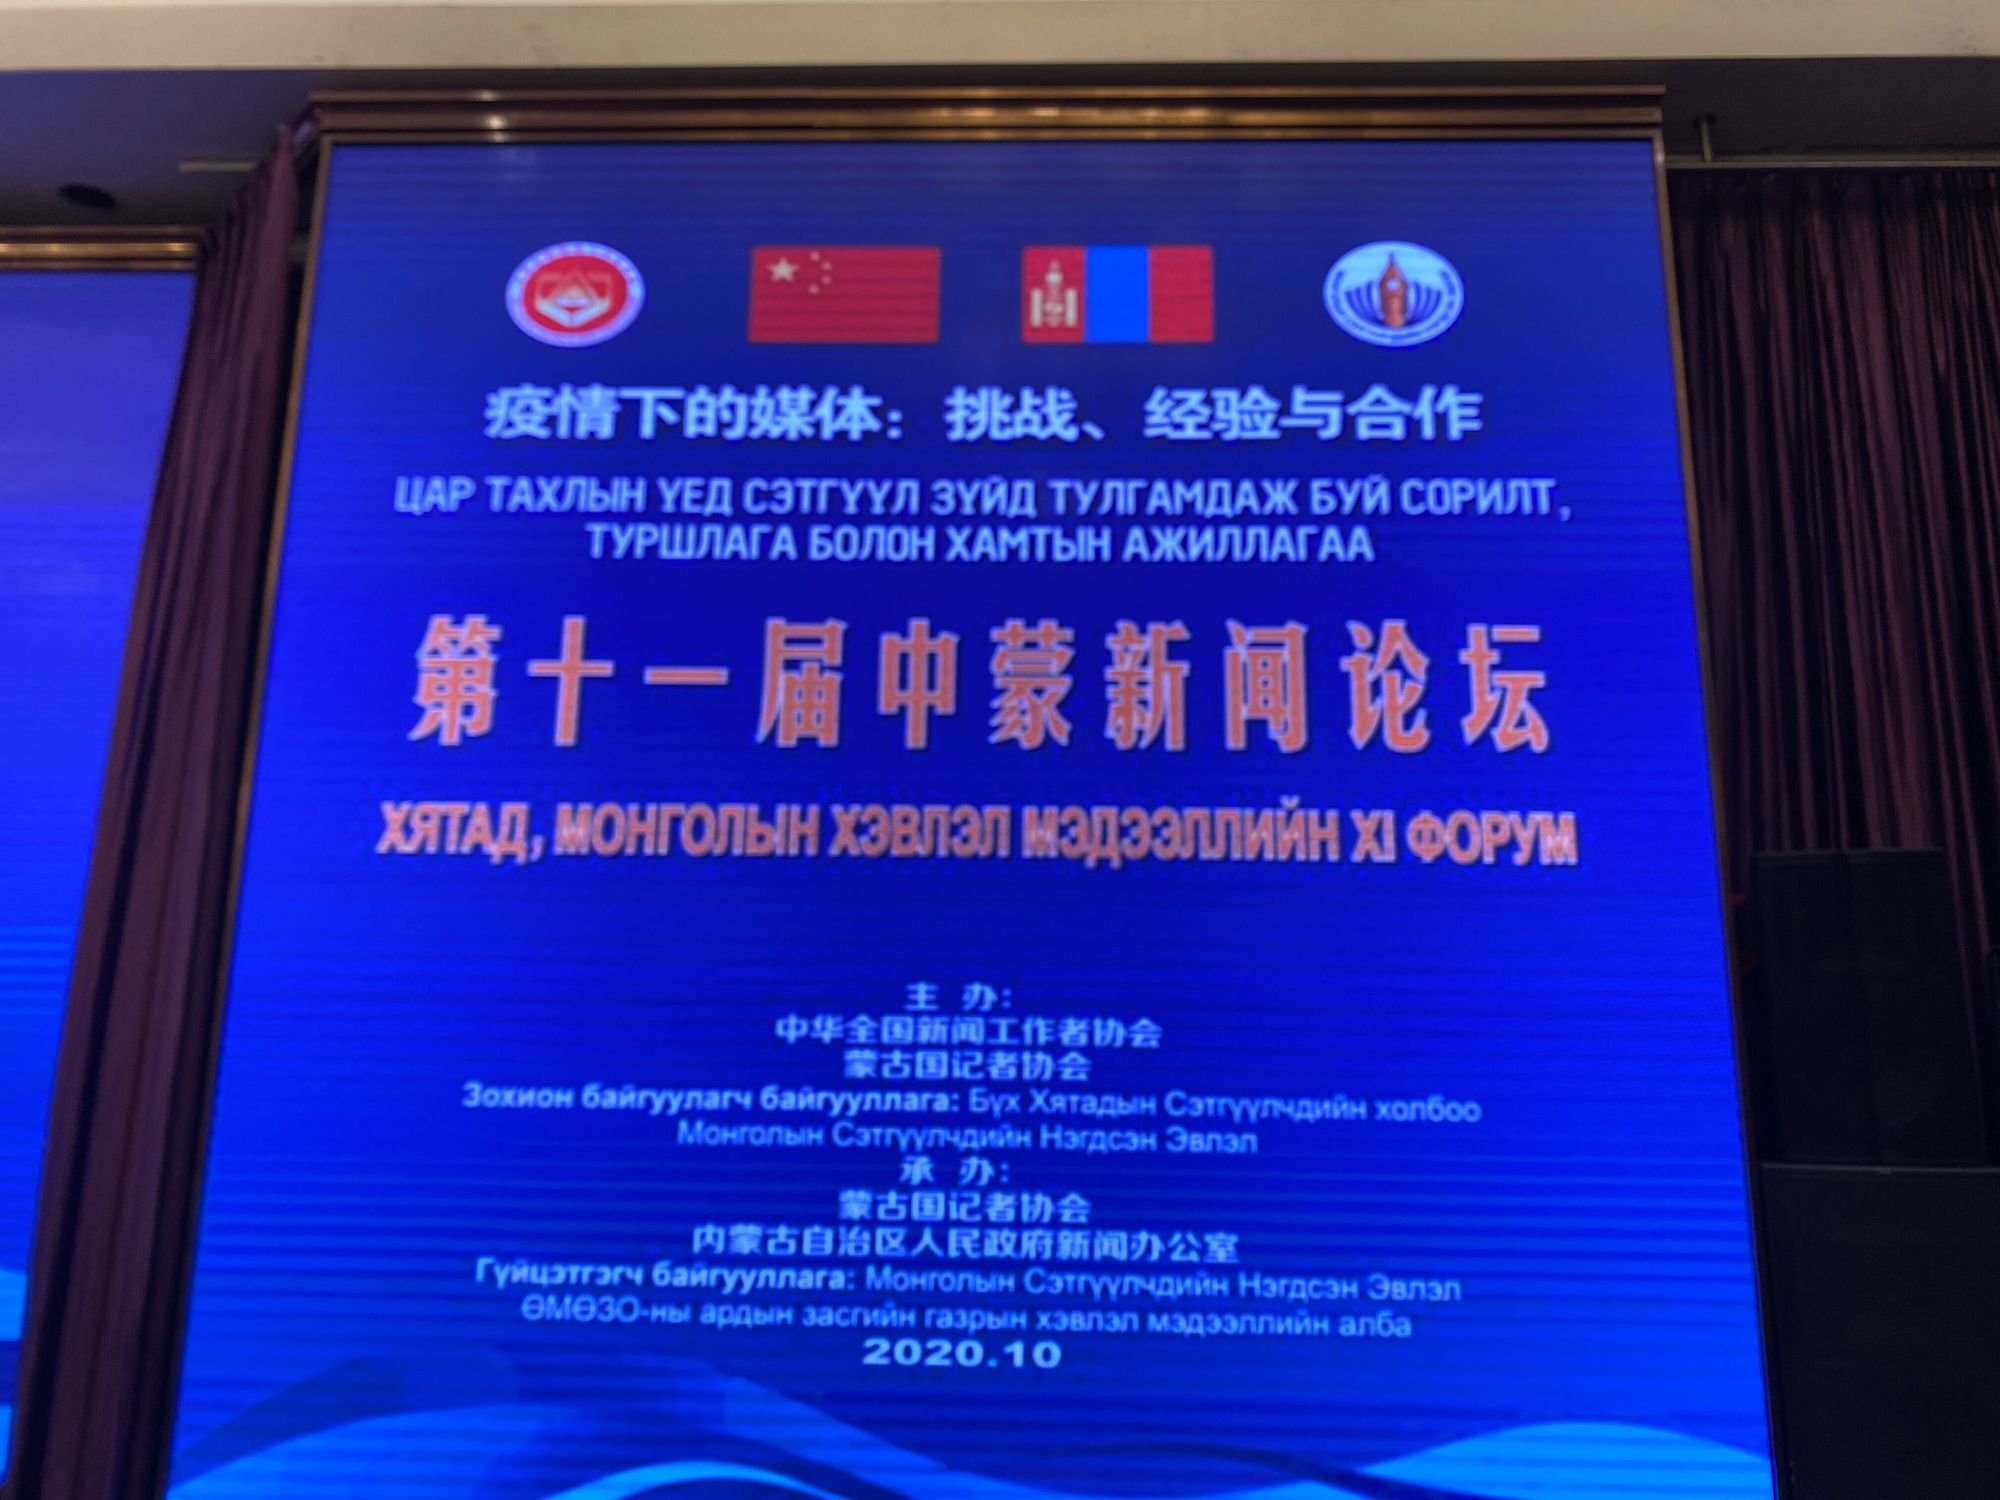 疫情下的媒体：挑战、经验与合作
ЦАР ТАХЛЫН ҮЕД СЭТГҮҮЛ ЗҮЙД ТУЛГАМДАЖ БУЙ СОРИЛТ,
ТУРШЛАГА БОЛОН ХАМТЫН АЖИЛЛАГАА
第十一届中蒙新闻论坛
ХЯТАД, МОНГОЛЫН ХЭВЛЭЛ МЭДЭЭЛЛИЙН XI ФОРУМ
主 办：
中华全国新闻工作者协会
蒙古国记者协会
Зохион байгуулагч байгууллага: Бүх Хятадын Сэтгүүлчдийн холбоо
Монголын Сэтгүүлчдийн Нэгдсэн Эвлэл
承 办：
蒙古国记者协会
内蒙古自治区人民政府新闻办公室
Гүйцэтгэгч байгууллага: Монголын Сэтгүүлчдийн Нэгдсэн Эвлэл
ӨМӨЗО-ны ардын засгийн газрын хэвлэл мэдээллийн алба
2020.10